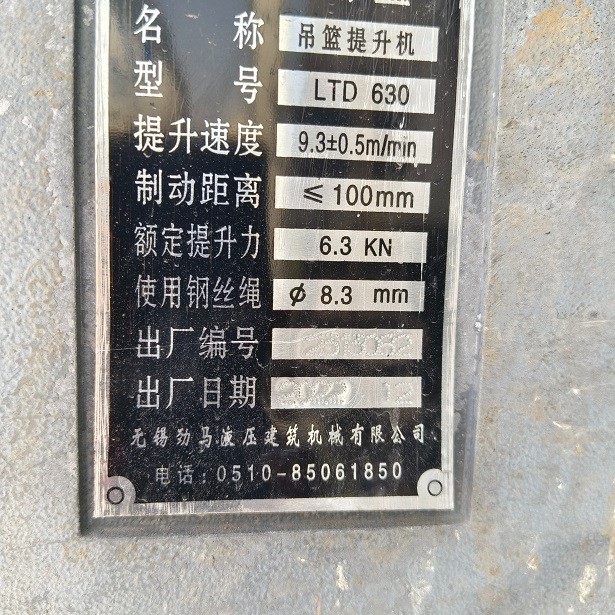 名称 吊篮提升机
型号 LTD 630
提升速度 9.3±0.5m/min
制动距离 ≤100mm
额定提升力 6.3 KN
使用钢丝绳 φ 8.3 mm
出厂编号
出厂日期 12
无锡劲马液压建筑机械有限公司
电话:0510-85061850